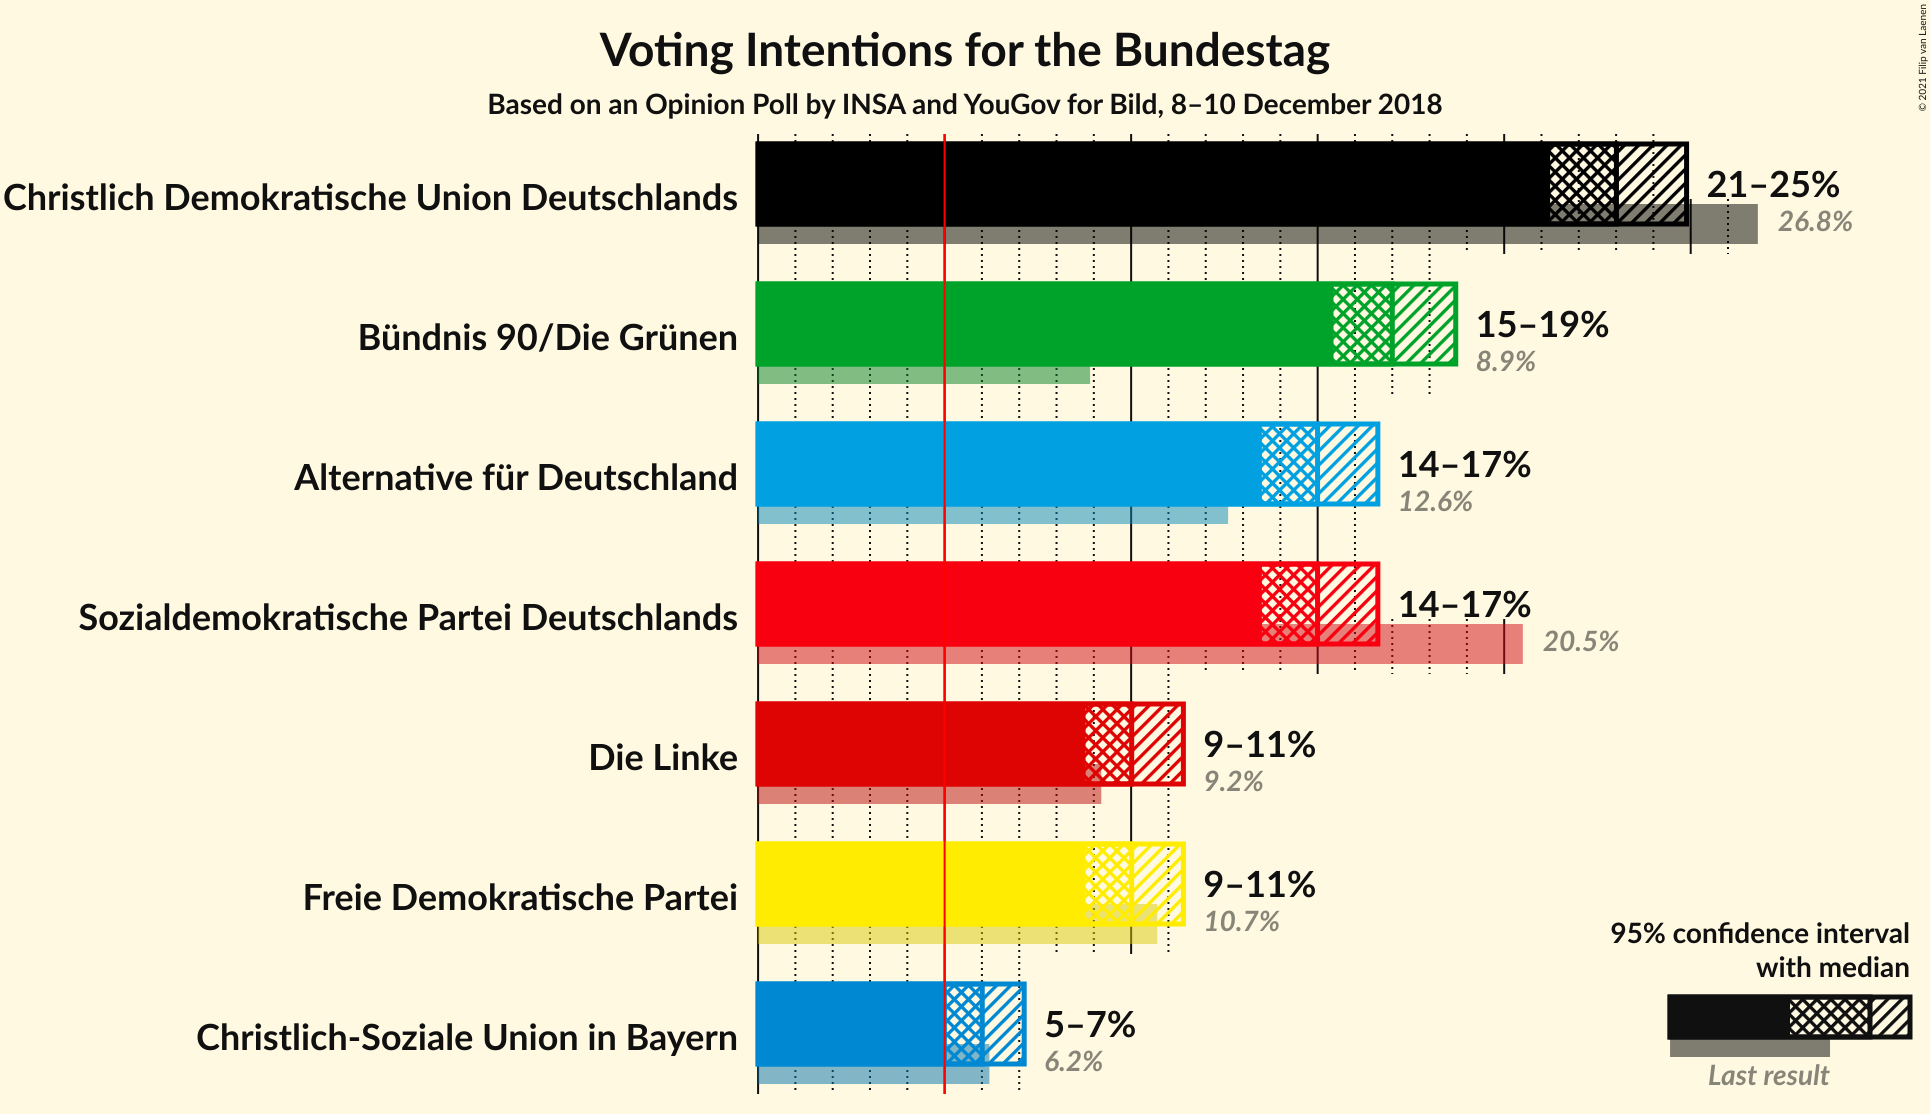 Voting Intentions for the Bundestag
Based on an Opinion Poll by INSA and YouGov for Bild, 8–10 December 2018
© 2021 Filip van Laenen
Christlich Demokratische Union Deutschlands
21–25%
26.8%
Bündnis 90/Die Grünen
15–19%
8.9%
Alternative für Deutschland
14–17%
12.6%
Sozialdemokratische Partei Deutschlands
14–17%
20.5%
Die Linke
9–11%
9.2%
Freie Demokratische Partei
9–11%
10.7%
Christlich-Soziale Union in Bayern
5–7%
6.2%
95% confidence interval
with median
Last result